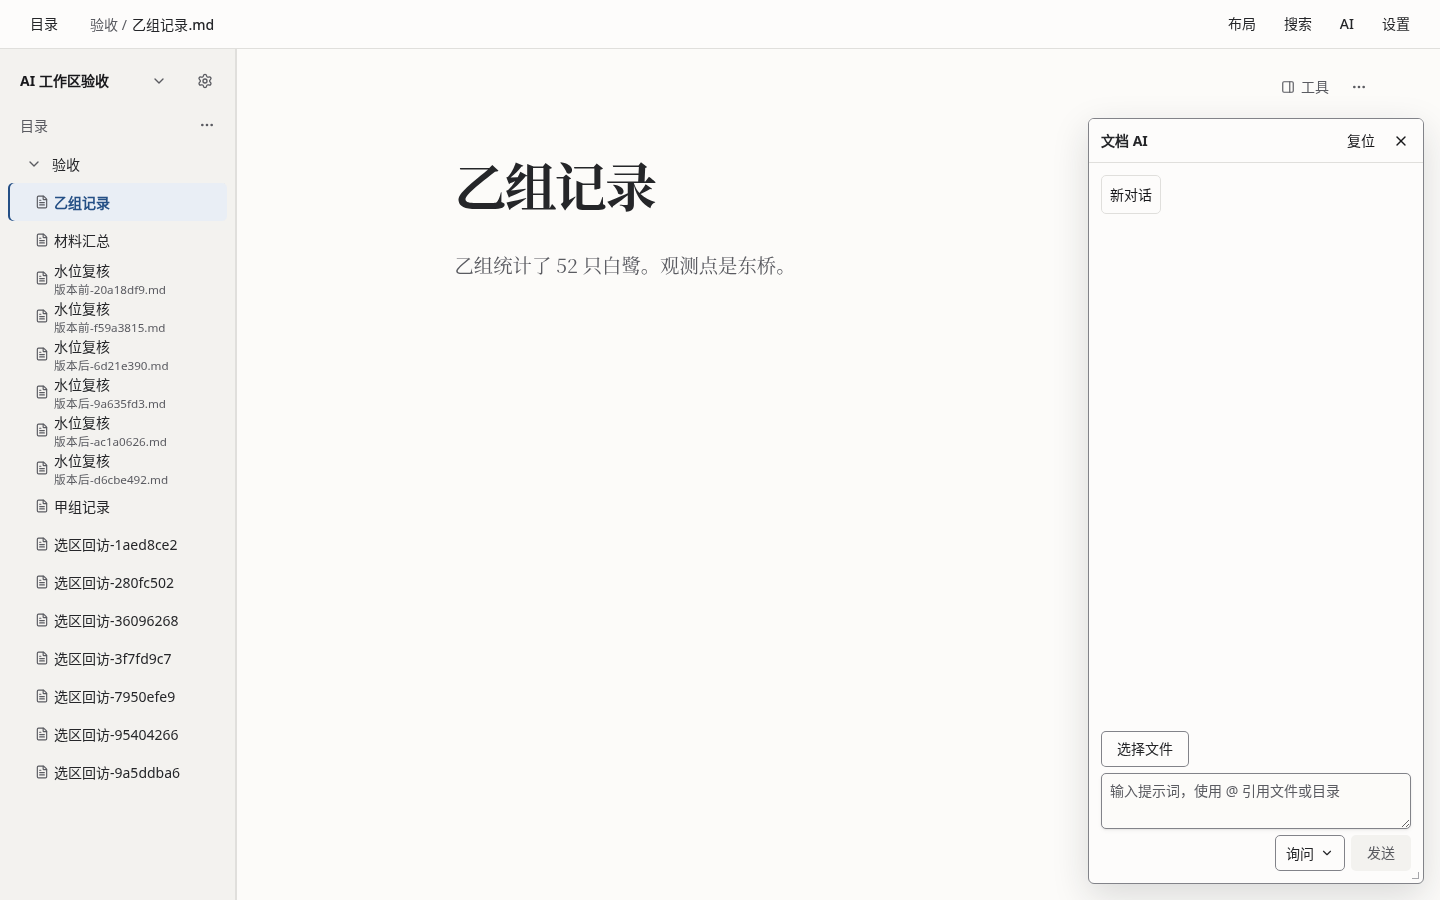 目录
验收 / 乙组记录.md
布局
搜索
AI
设置
AI 工作区验收
目录
验收
乙组记录
材料汇总
水位复核
版本前-20a18df9.md
水位复核
版本前-f59a3815.md
水位复核
版本后-6d21e390.md
水位复核
版本后-9a635fd3.md
水位复核
版本后-ac1a0626.md
水位复核
版本后-d6cbe492.md
甲组记录
选区回访-1aed8ce2
选区回访-280fc502
选区回访-36096268
选区回访-3f7fd9c7
选区回访-7950efe9
选区回访-95404266
选区回访-9a5ddba6
工具
乙组记录
乙组统计了 52 只白鹭。观测点是东桥。
文档 AI
复位
新对话
选择文件
输入提示词，使用 @ 引用文件或目录
询问
发送